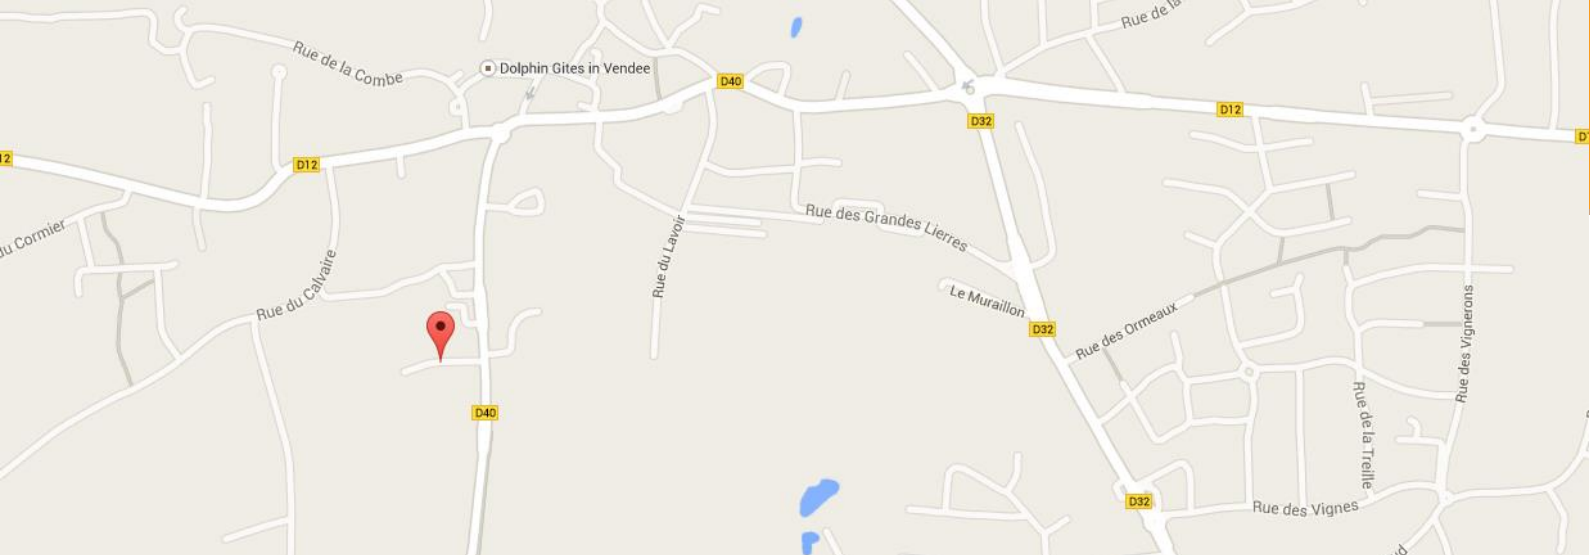 Rue de la
Rue de la Combe
Dolphin Gites in Vendee
D40
D12
D32
D12
12
D12
Rue des Grandes Lierres
du Cormier
Rue du Lavoir
Rue du Calvaire
Le Muraillon
Rue des Ormeaux
D32
Rue des Vignerons
D40
Rue de la Treille
D32
Rue des Vignes